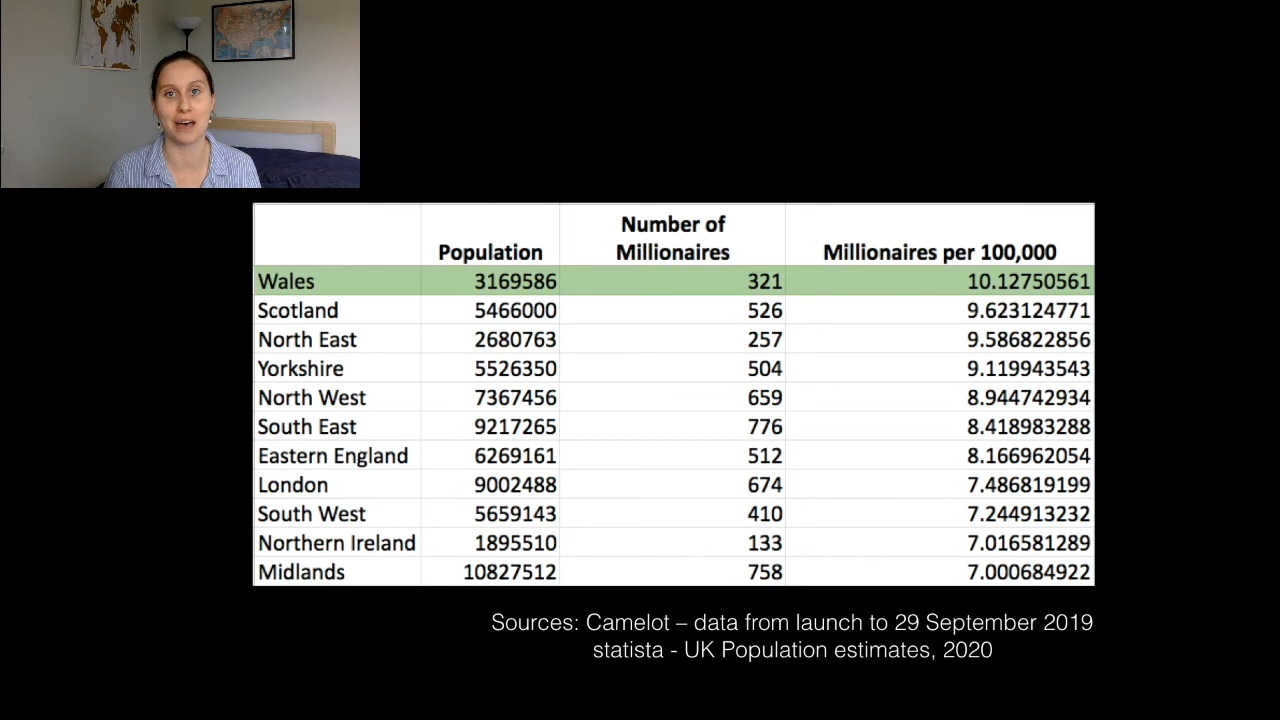 Number of
Population Millionaires Millionaires per 100,000
Wales 3169586 321 10.12750561
Scotland 5466000 526 9.623124771
North East 2680763 257 9.586822856
Yorkshire 5526350 504 9.119943543
North West 7367456 659 8.944742934
South East 9217265 776 8.418983288
Eastern England 6269161 512 8.166962054
London 9002488 674 7.486819199
South West 5659143 410 7.244913232
Northern Ireland 1895510 133 7.016581289
Midlands 10827512 758 7.000684922
Sources: Camelot – data from launch to 29 September 2019
statista - UK Population estimates, 2020